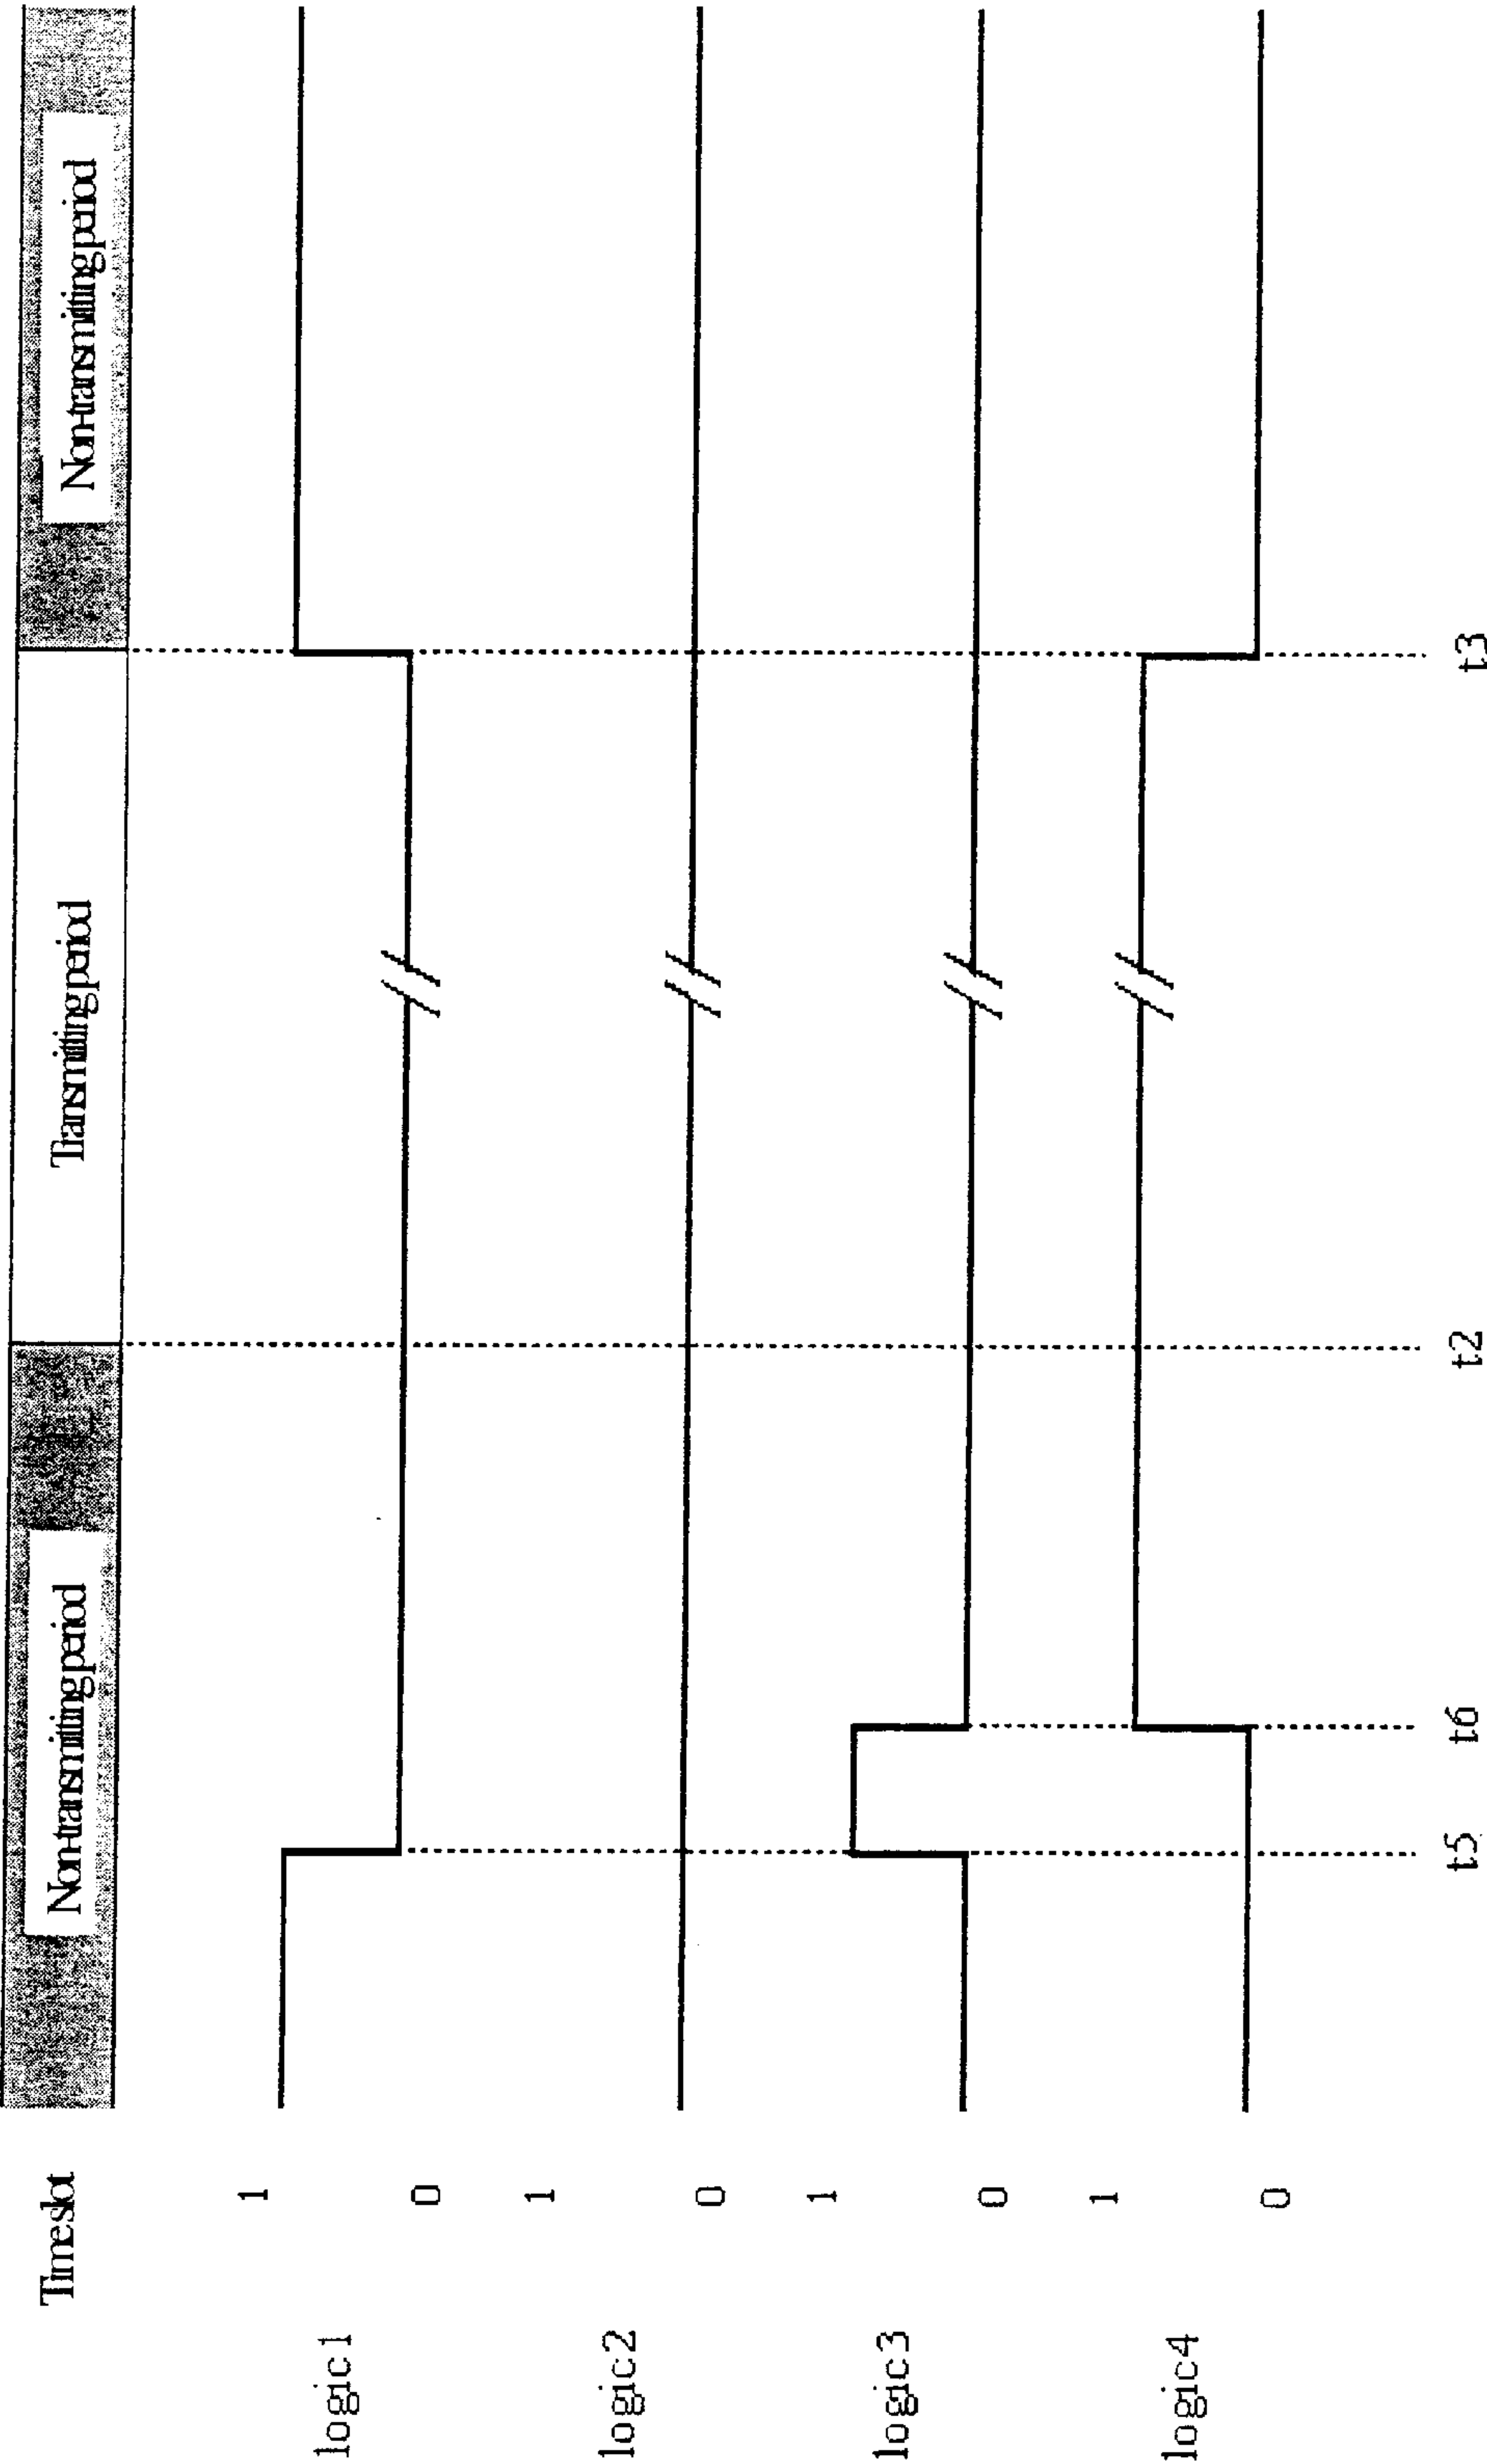 Timeslot
Non-transmitting period
Transmitting period
Non-transmitting period
logic1
1
0
logic2
1
0
logic3
1
0
logic4
1
0
t5
t6
t2
t3